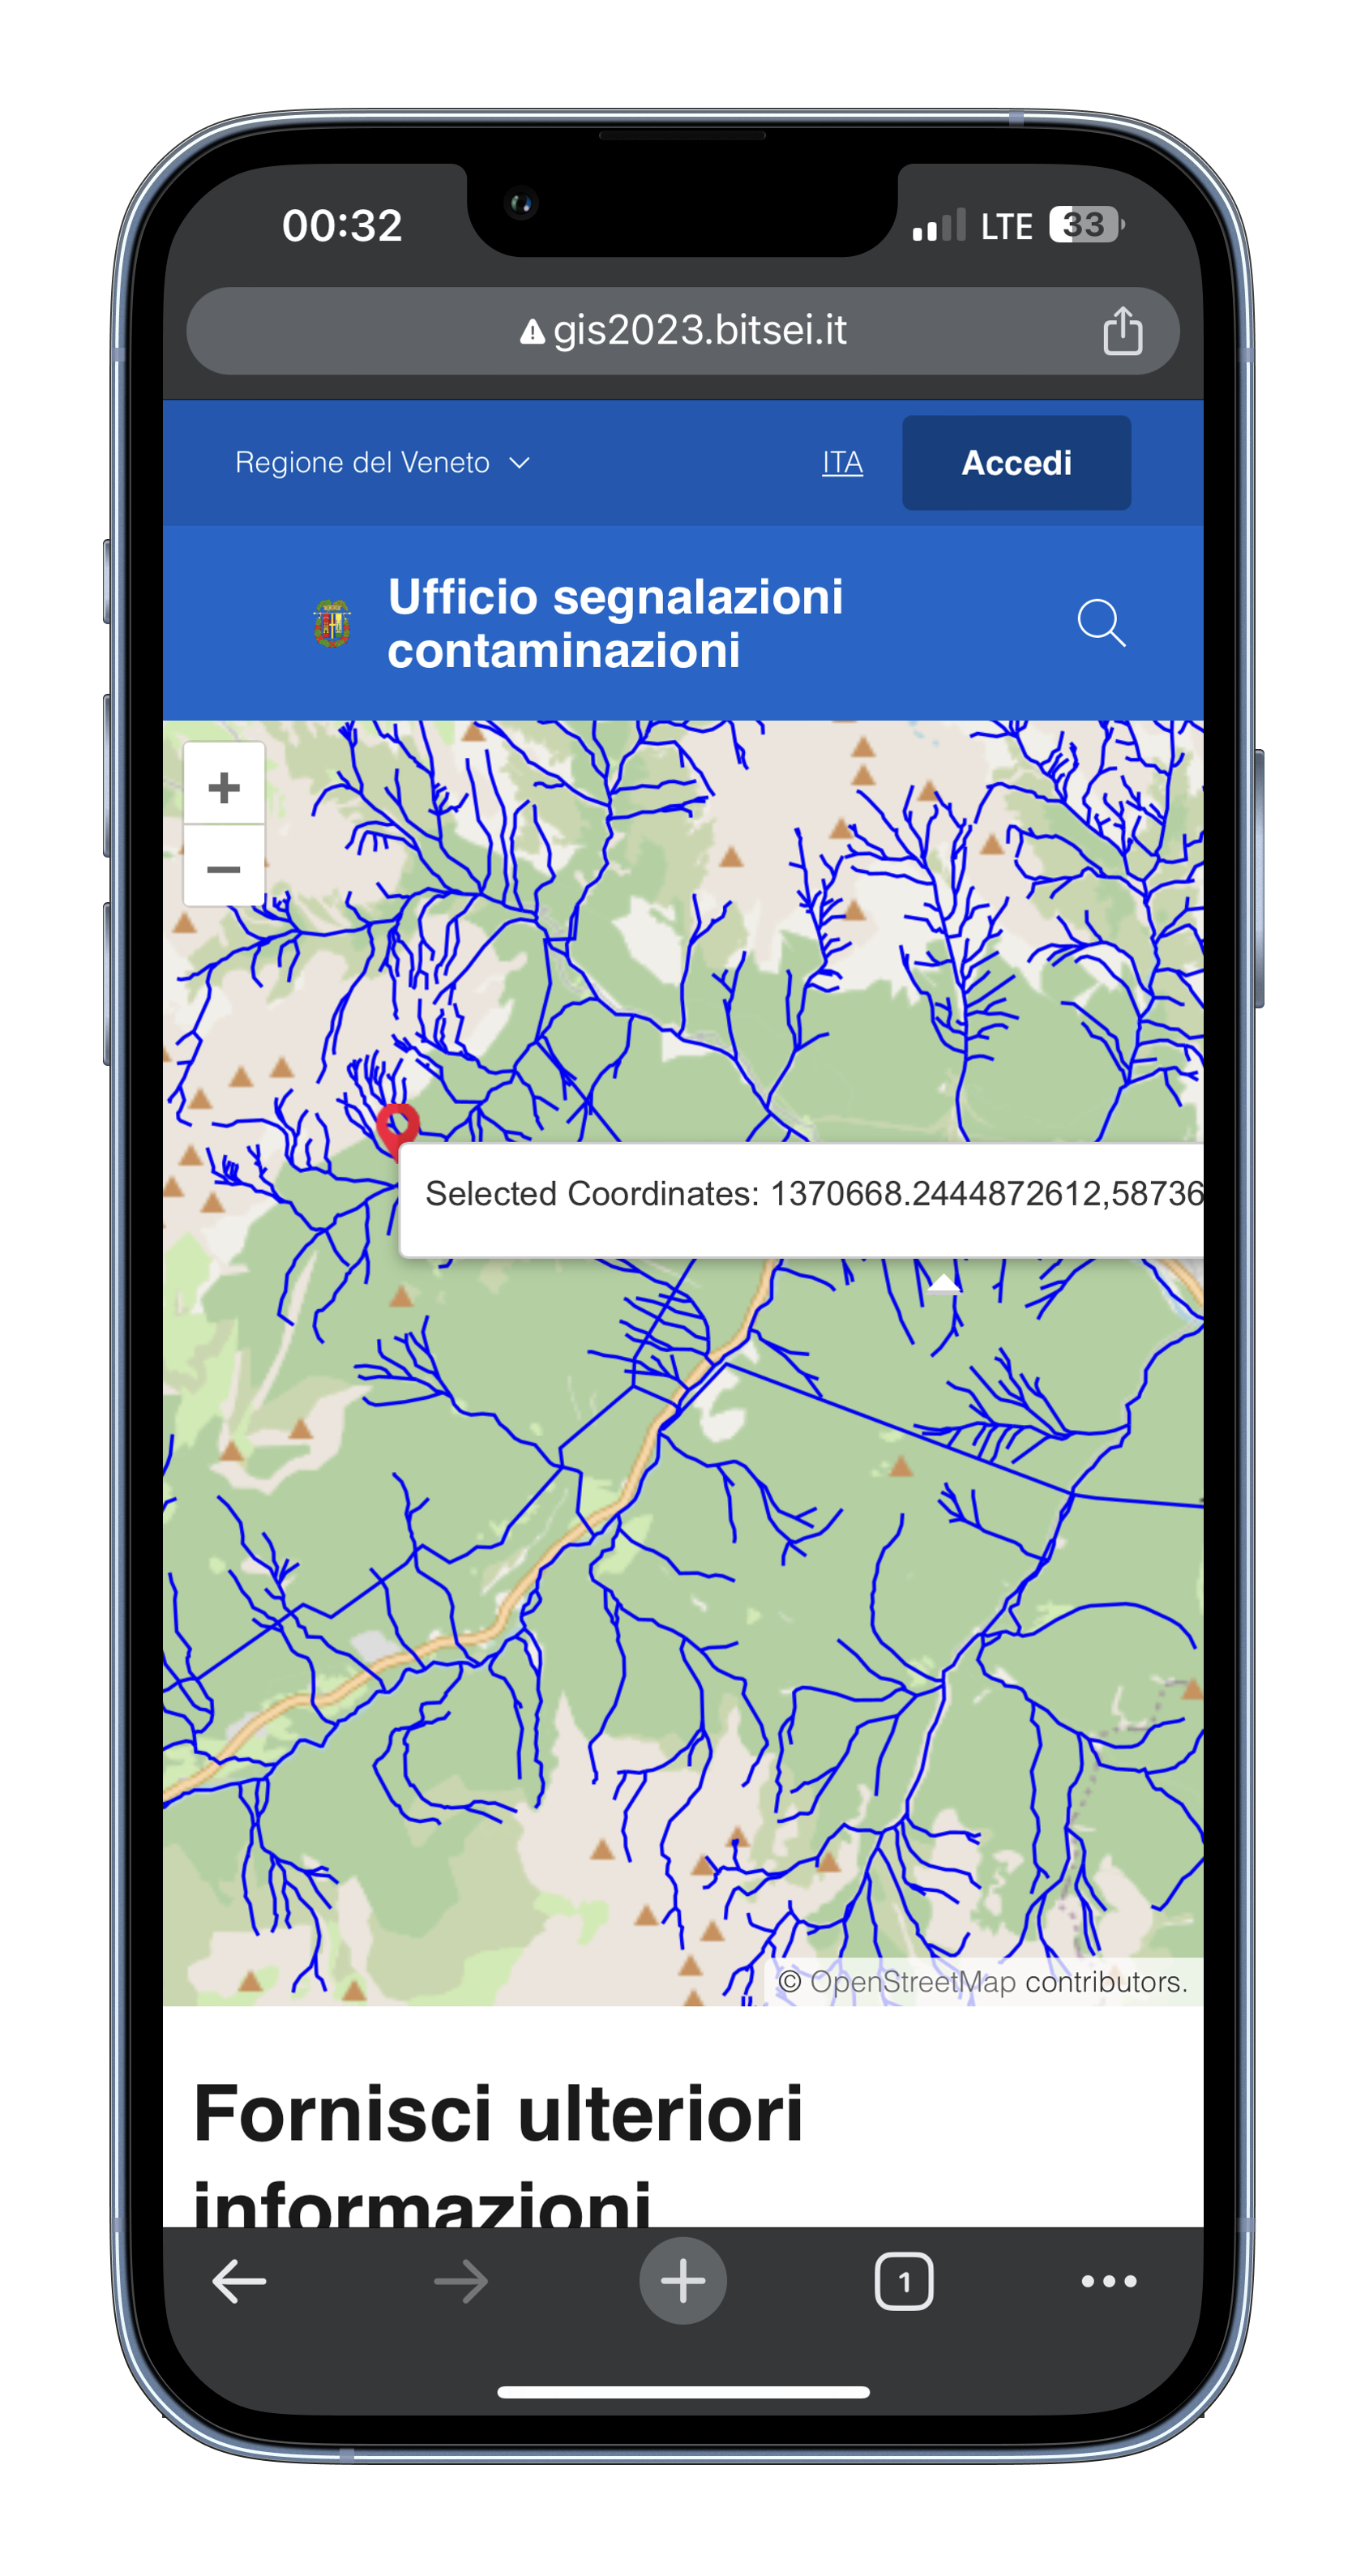 00:32
LTE 33
gis2023.bitsei.it
Regione del Veneto
ITA
Accedi
Ufficio segnalazioni
contaminazioni
+
−
Selected Coordinates: 1370668.2444872612,58736
© OpenStreetMap contributors.
Fornisci ulteriori
informazioni
1